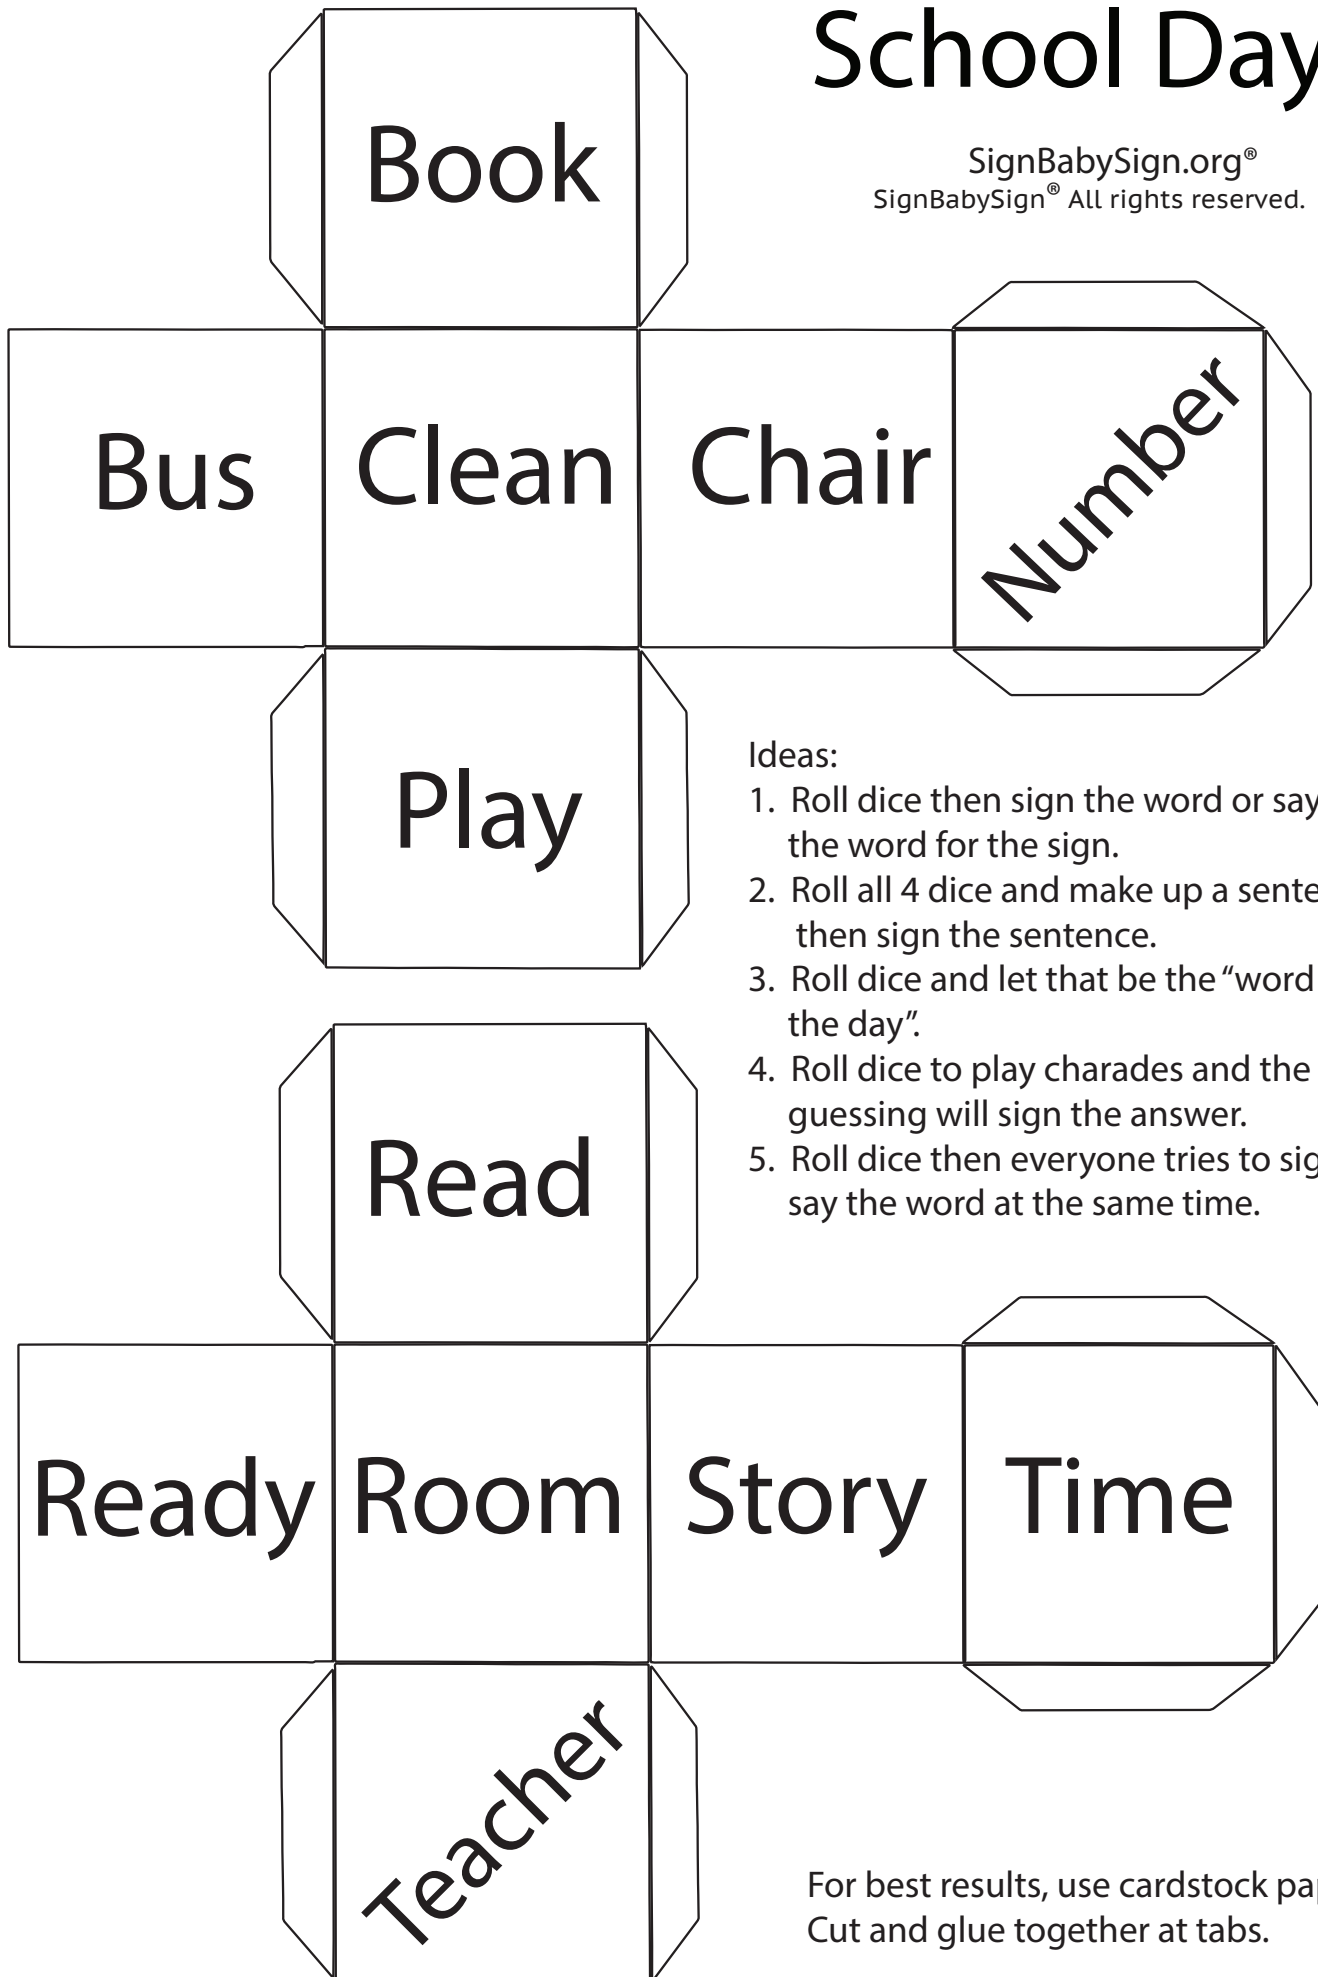 School Day
SignBabySign.org®
SignBabySign® All rights reserved.
Book
Bus
Clean
Chair
Number
Play
Ideas:
1. Roll dice then sign the word or say
the word for the sign.
2. Roll all 4 dice and make up a
then sign the sentence.
3. Roll dice and let that be the “word
the day”.
4. Roll dice to play charades and the
guessing will sign the answer.
5. Roll dice then everyone tries to
say the word at the same time.
Read
Ready
Room
Story
Time
Teacher
For best results, use cardstock
Cut and glue together at tabs.